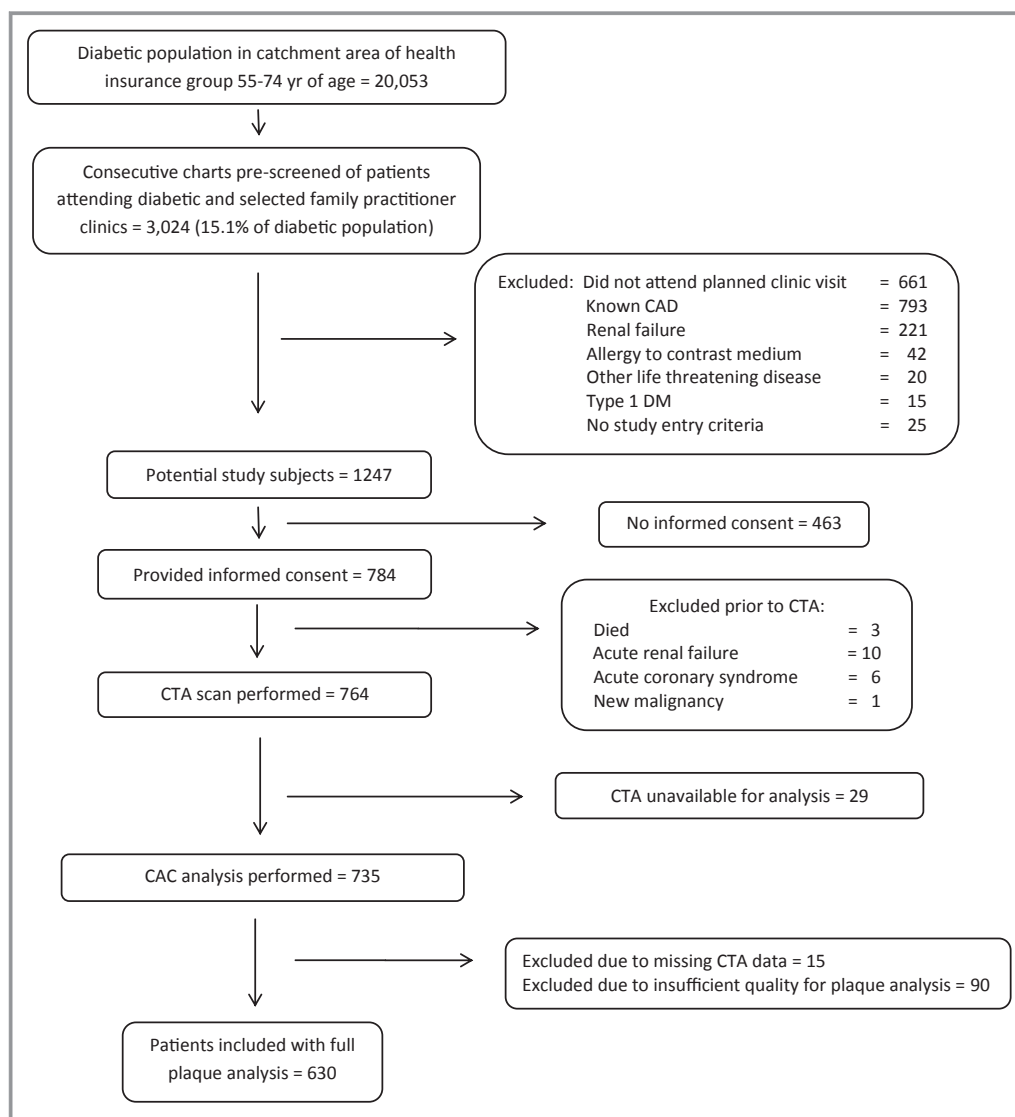 Diabetic population in catchment area of health
insurance group 55-74 yr of age = 20,053
Consecutive charts pre-screened of patients
attending diabetic and selected family practitioner
clinics = 3,024 (15.1% of diabetic population)
Excluded: Did not attend planned clinic visit = 661
Known CAD = 793
Renal failure = 221
Allergy to contrast medium = 42
Other life threatening disease = 20
Type 1 DM = 15
No study entry criteria = 25
Potential study subjects = 1247
No informed consent = 463
Provided informed consent = 784
Excluded prior to CTA:
Died = 3
Acute renal failure = 10
Acute coronary syndrome = 6
New malignancy = 1
CTA scan performed = 764
CTA unavailable for analysis = 29
CAC analysis performed = 735
Excluded due to missing CTA data = 15
Excluded due to insufficient quality for plaque analysis = 90
Patients included with full
plaque analysis = 630